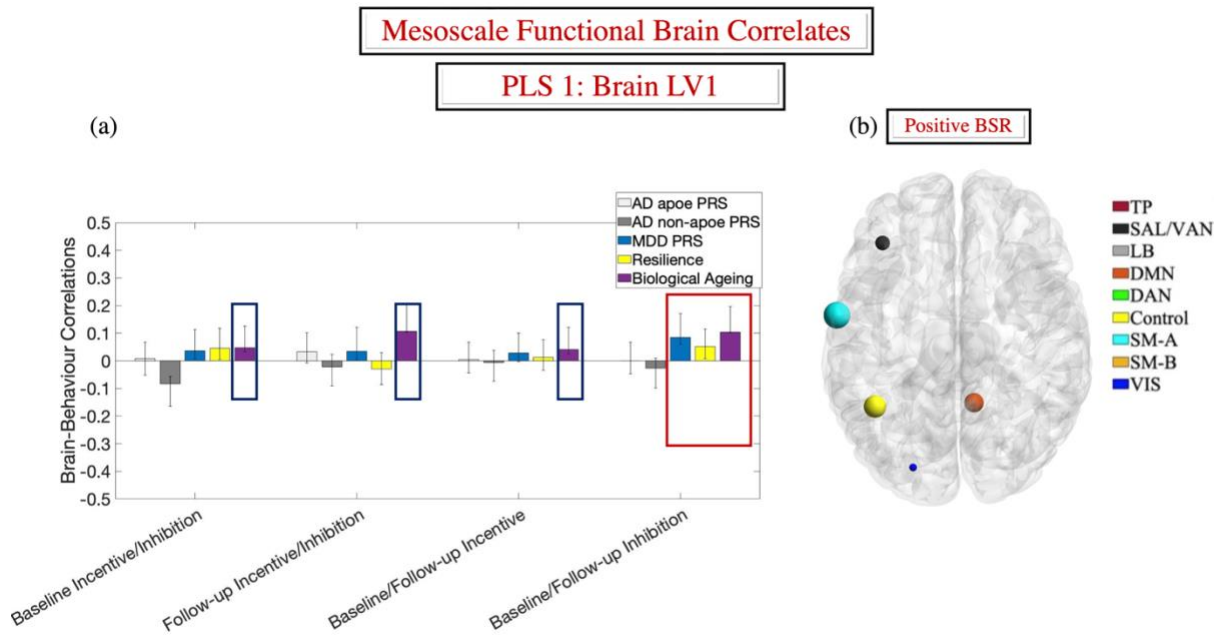 Mesoscale Functional Brain Correlates
PLS 1: Brain LV1
(a)
(b)
Positive BSR
AD apoe PRS
AD non-apoe PRS
MDD PRS
Resilience
Biological Ageing
Brain-Behaviour Correlations
0.5
0.4
0.3
0.2
0.1
0
-0.1
-0.2
-0.3
-0.4
-0.5
Baseline Incentive/Inhibition
Follow-up Incentive/Inhibition
Baseline/Follow-up Incentive
Baseline/Follow-up Inhibition
TP
SAL/VAN
LB
DMN
DAN
Control
SM-A
SM-B
VIS